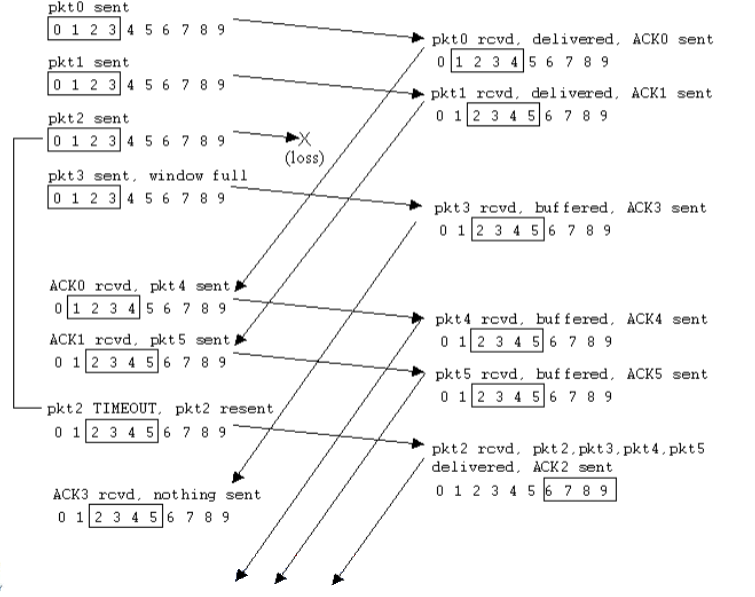 pkt0 sent
0 1 2 3 4 5 6 7 8 9
pkt1 sent
0 1 2 3 4 5 6 7 8 9
pkt2 sent
0 1 2 3 4 5 6 7 8 9
X
(loss)
pkt3 sent, window full
0 1 2 3 4 5 6 7 8 9
ACK0 rcvd, pkt4 sent
0 1 2 3 4 5 6 7 8 9
ACK1 rcvd, pkt5 sent
0 1 2 3 4 5 6 7 8 9
pkt2 TIMEOUT, pkt2 resent
0 1 2 3 4 5 6 7 8 9
ACK3 rcvd, nothing sent
0 1 2 3 4 5 6 7 8 9
pkt0 rcvd, delivered, ACK0 sent
0 1 2 3 4 5 6 7 8 9
pkt1 rcvd, delivered, ACK1 sent
0 1 2 3 4 5 6 7 8 9
pkt3 rcvd, buffered, ACK3 sent
0 1 2 3 4 5 6 7 8 9
pkt4 rcvd, buffered, ACK4 sent
0 1 2 3 4 5 6 7 8 9
pkt5 rcvd, buffered, ACK5 sent
0 1 2 3 4 5 6 7 8 9
pkt2 rcvd, pkt2,pkt3,pkt4,pkt5
delivered, ACK2 sent
0 1 2 3 4 5 6 7 8 9